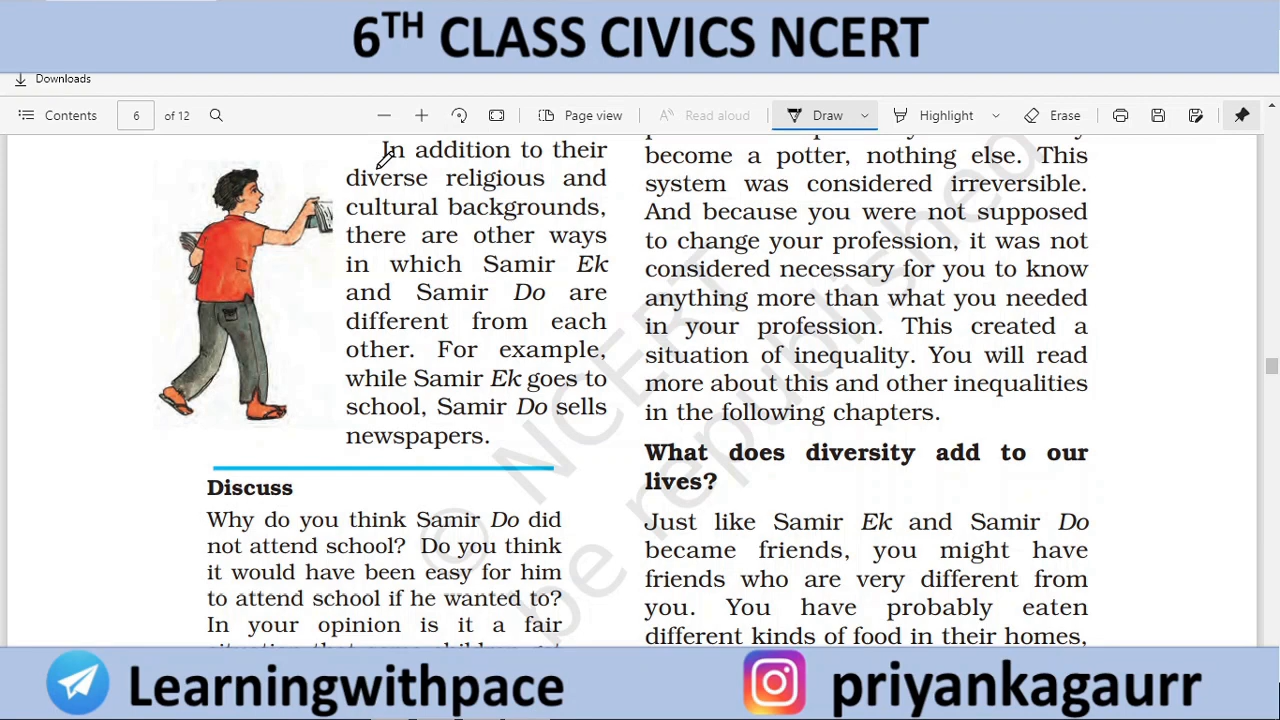 6TH CLASS CIVICS NCERT
Downloads
Contents
6
of 12
Page view
Read aloud
Draw
Highlight
Erase
In addition to their
diverse religious and
cultural backgrounds,
there are other ways
in which Samir Ek
and Samir Do are
different from each
other. For example,
while Samir Ek goes to
school, Samir Do sells
newspapers.
Discuss
Why do you think Samir Do did
not attend school? Do you think
it would have been easy for him
to attend school if he wanted to?
In your opinion is it a fair
become a potter, nothing else. This
system was considered irreversible.
And because you were not supposed
to change your profession, it was not
considered necessary for you to know
anything more than what you needed
in your profession. This created a
situation of inequality. You will read
more about this and other inequalities
in the following chapters.
What does diversity add to our
lives?
Just like Samir Ek and Samir Do
became friends, you might have
friends who are very different from
you. You have probably eaten
different kinds of food in their homes,
© NCERT
be republished
Learningwithpace
priyankagaurr